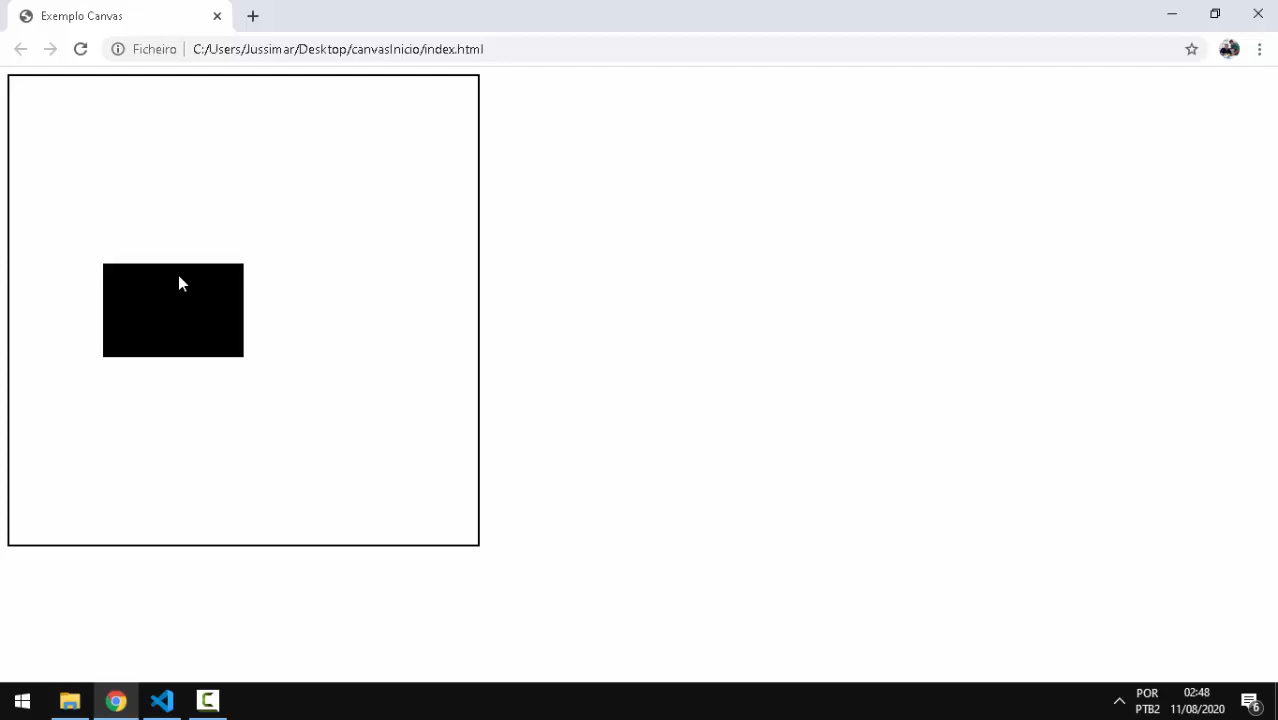 Exemplo Canvas
Ficheiro | C:/Users/Jussimar/Desktop/canvasInicio/index.html
POR
PTB2
02:48
11/08/2020
6